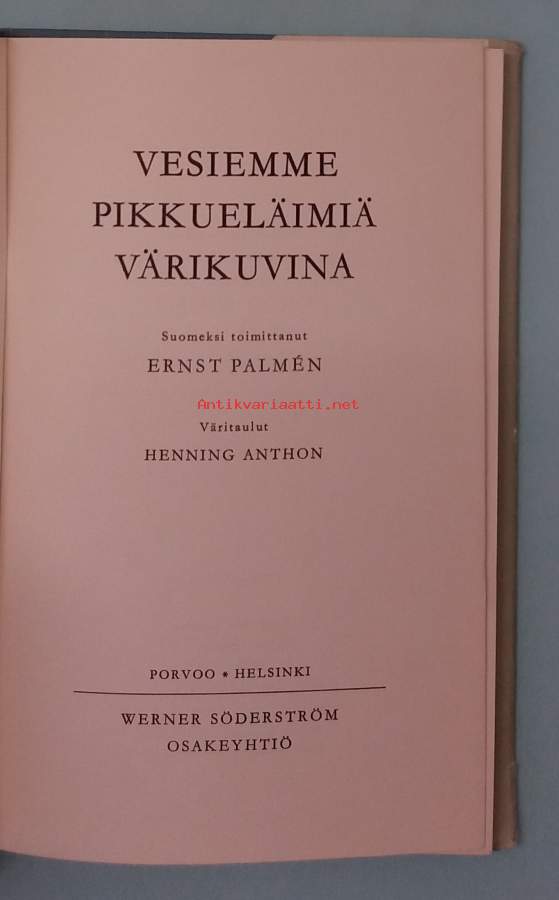 VESIEMME
PIKKUELÄIMIÄ
VÄRIKUVINA
Suomeksi toimittanut
ERNST PALMÉN
Antikvariaatti.net
Väritaulut
HENNING ANTHON
PORVOO * HELSINKI
WERNER SÖDERSTRÖM
OSAKEYHTIÖ